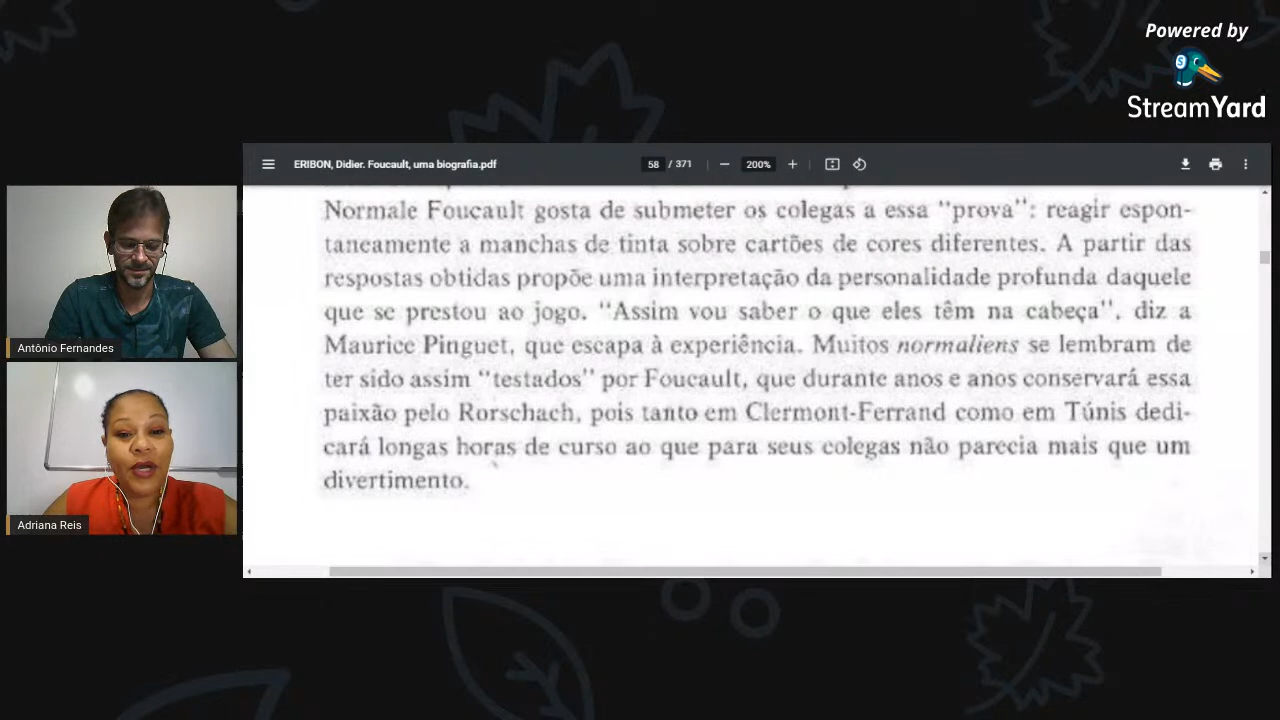 Powered by
StreamYard
ERIBON, Didier. Foucault, uma biografia.pdf
58 / 371
200%
Normale Foucault gosta de submeter os colegas a essa "prova": reagir espon-
taneamente a manchas de tinta sobre cartões de cores diferentes. A partir das
respostas obtidas propõe uma interpretação da personalidade profunda daquele
que se prestou ao jogo. "Assim vou saber o que eles têm na cabeça", diz a
Maurice Pinguet, que escapa à experiência. Muitos normaliens se lembram de
ter sido assim "testados" por Foucault, que durante anos e anos conservará essa
paixão pelo Rorschach, pois tanto em Clermont-Ferrand como em Túnis dedi-
cará longas horas de curso ao que para seus colegas não parecia mais que um
divertimento.
Antônio Fernandes
Adriana Reis